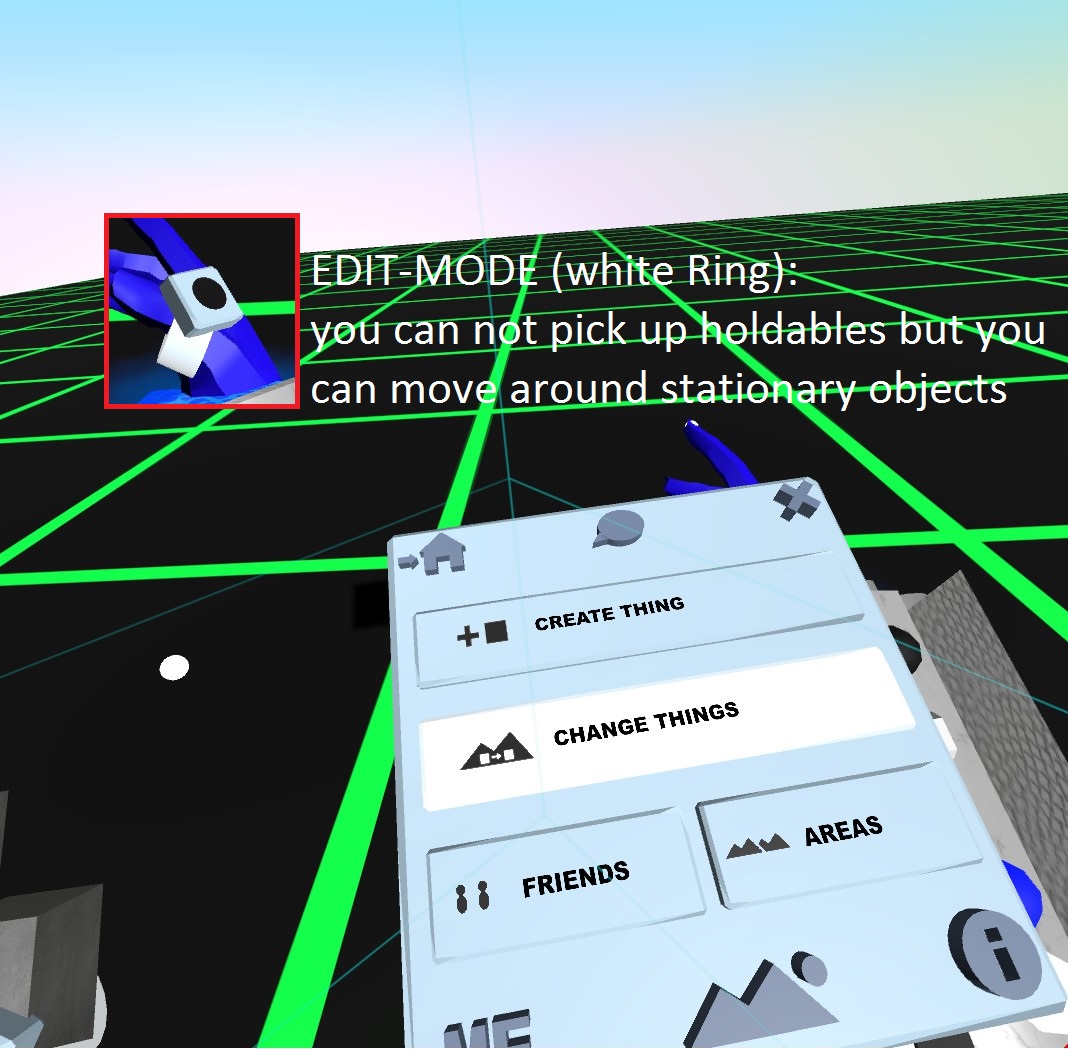 EDIT-MODE (white Ring):
you can not pick up holdables but you
can move around stationary objects
CREATE THING
CHANGE THINGS
FRIENDS
AREAS
i
ME